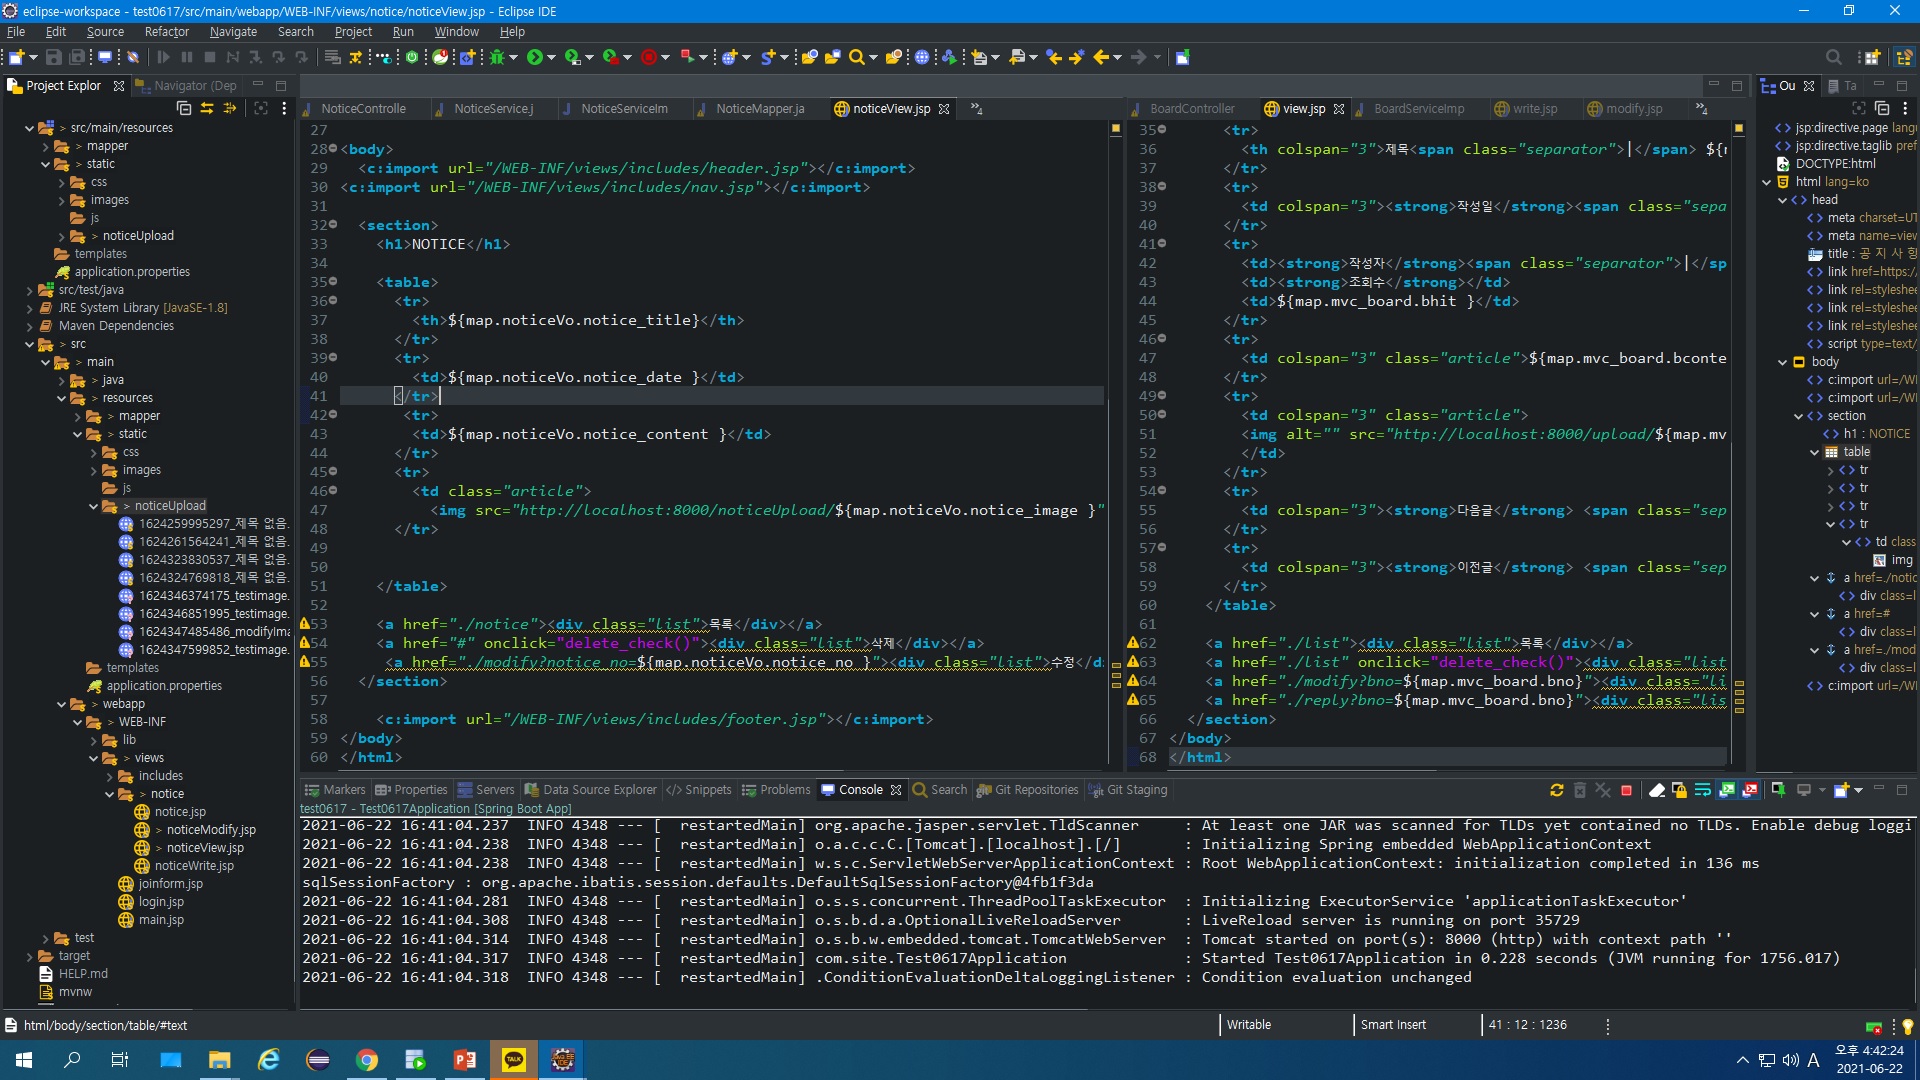 eclipse-workspace - test0617/src/main/webapp/WEB-INF/views/notice/noticeView.jsp - Eclipse IDE
File Edit Source Refactor Navigate Search Project Run Window Help
Project Explor
Navigator (Dep
> src/main/resources
> mapper
> static
> css
> images
js
> noticeUpload
templates
application.properties
src/test/java
JRE System Library [JavaSE-1.8]
Maven Dependencies
> src
> main
> java
> resources
> mapper
> static
> css
> images
js
> noticeUpload
1624259995297_제목 없음.
1624261564241_제목 없음.
1624323830537_제목 없음.
1624324769818_제목 없음.
1624346374175_testimage.
1624346851995_testimage.
1624347485486_modifyIma
1624347599852_testimage.
templates
application.properties
> webapp
> WEB-INF
> lib
> views
> includes
> notice
notice.jsp
> noticeModify.jsp
> noticeView.jsp
noticeWrite.jsp
joinform.jsp
login.jsp
main.jsp
> test
target
HELP.md
mvnw
NoticeControlle NoticeService.j NoticeServiceIm NoticeMapper.ja noticeView.jsp »4
27
28 <body>
29 <c:import url="/WEB-INF/views/includes/header.jsp"></c:import>
30 <c:import url="/WEB-INF/views/includes/nav.jsp"></c:import>
31
32 <section>
33 <h1>NOTICE</h1>
34
35 <table>
36 <tr>
37 <th>${map.noticeVo.notice_title}</th>
38 </tr>
39 <tr>
40 <td>${map.noticeVo.notice_date }</td>
41 </tr>
42 <tr>
43 <td>${map.noticeVo.notice_content }</td>
44 </tr>
45 <tr>
46 <td class="article">
47 <img src="http://localhost:8000/noticeUpload/${map.noticeVo.notice_image }"
48 </tr>
49
50
51 </table>
52
53 <a href="./notice"><div class="list">목록</div></a>
54 <a href="#" onclick="delete_check()"><div class="list">삭제</div></a>
55 <a href="./modify?notice_no=${map.noticeVo.notice_no }"><div class="list">수정</d
56 </section>
57
58 <c:import url="/WEB-INF/views/includes/footer.jsp"></c:import>
59 </body>
60 </html>
BoardController view.jsp BoardServiceImp write.jsp modify.jsp »4
35 <tr>
36 <th colspan="3">제목<span class="separator">|</span> ${
37 </tr>
38 <tr>
39 <td colspan="3"><strong>작성일</strong><span class="sepa
40 </tr>
41 <tr>
42 <td><strong>작성자</strong><span class="separator">|</sp
43 <td><strong>조회수</strong></td>
44 <td>${map.mvc_board.bhit }</td>
45 </tr>
46 <tr>
47 <td colspan="3" class="article">${map.mvc_board.bconte
48 </tr>
49 <tr>
50 <td colspan="3" class="article">
51 <img alt="" src="http://localhost:8000/upload/${map.mv
52 </td>
53 </tr>
54 <tr>
55 <td colspan="3"><strong>다음글</strong> <span class="sep
56 </tr>
57 <tr>
58 <td colspan="3"><strong>이전글</strong> <span class="sep
59 </tr>
60 </table>
61
62 <a href="./list"><div class="list">목록</div></a>
63 <a href="./list" onclick="delete_check()"><div class="list
64 <a href="./modify?bno=${map.mvc_board.bno}"><div class="li
65 <a href="./reply?bno=${map.mvc_board.bno}"><div class="lis
66 </section>
67 </body>
68 </html>
Ou Ta
jsp:directive.page lang
jsp:directive.taglib pref
DOCTYPE:html
html lang=ko
head
meta charset=UT
meta name=view
title : 공 지 사 항
link href=https:/
link rel=styleshee
link rel=styleshee
link rel=styleshee
script type=text/
body
c:import url=/WI
c:import url=/WI
section
h1 : NOTICE
table
tr
tr
tr
tr
td class
img
a href=./notic
div class=l
a href=#
div class=l
a href=./mod
div class=l
c:import url=/WI
Markers Properties Servers Data Source Explorer Snippets Problems Console Search Git Repositories Git Staging
test0617 - Test0617Application [Spring Boot App]
2021-06-22 16:41:04.237 INFO 4348 --- [ restartedMain] org.apache.jasper.servlet.TldScanner : At least one JAR was scanned for TLDs yet contained no TLDs. Enable debug loggi
2021-06-22 16:41:04.238 INFO 4348 --- [ restartedMain] o.a.c.c.C.[Tomcat].[localhost].[/] : Initializing Spring embedded WebApplicationContext
2021-06-22 16:41:04.238 INFO 4348 --- [ restartedMain] w.s.c.ServletWebServerApplicationContext : Root WebApplicationContext: initialization completed in 136 ms
sqlSessionFactory : org.apache.ibatis.session.defaults.DefaultSqlSessionFactory@4fb1f3da
2021-06-22 16:41:04.281 INFO 4348 --- [ restartedMain] o.s.s.concurrent.ThreadPoolTaskExecutor : Initializing ExecutorService 'applicationTaskExecutor'
2021-06-22 16:41:04.308 INFO 4348 --- [ restartedMain] o.s.b.d.a.OptionalLiveReloadServer : LiveReload server is running on port 35729
2021-06-22 16:41:04.314 INFO 4348 --- [ restartedMain] o.s.b.w.embedded.tomcat.TomcatWebServer : Tomcat started on port(s): 8000 (http) with context path ''
2021-06-22 16:41:04.317 INFO 4348 --- [ restartedMain] com.site.Test0617Application : Started Test0617Application in 0.228 seconds (JVM running for 1756.017)
2021-06-22 16:41:04.318 INFO 4348 --- [ restartedMain] .ConditionEvaluationDeltaLoggingListener : Condition evaluation unchanged
html/body/section/table/#text
Writable
Smart Insert
41 : 12 : 1236
TALK
A
오후 4:42:24
2021-06-22